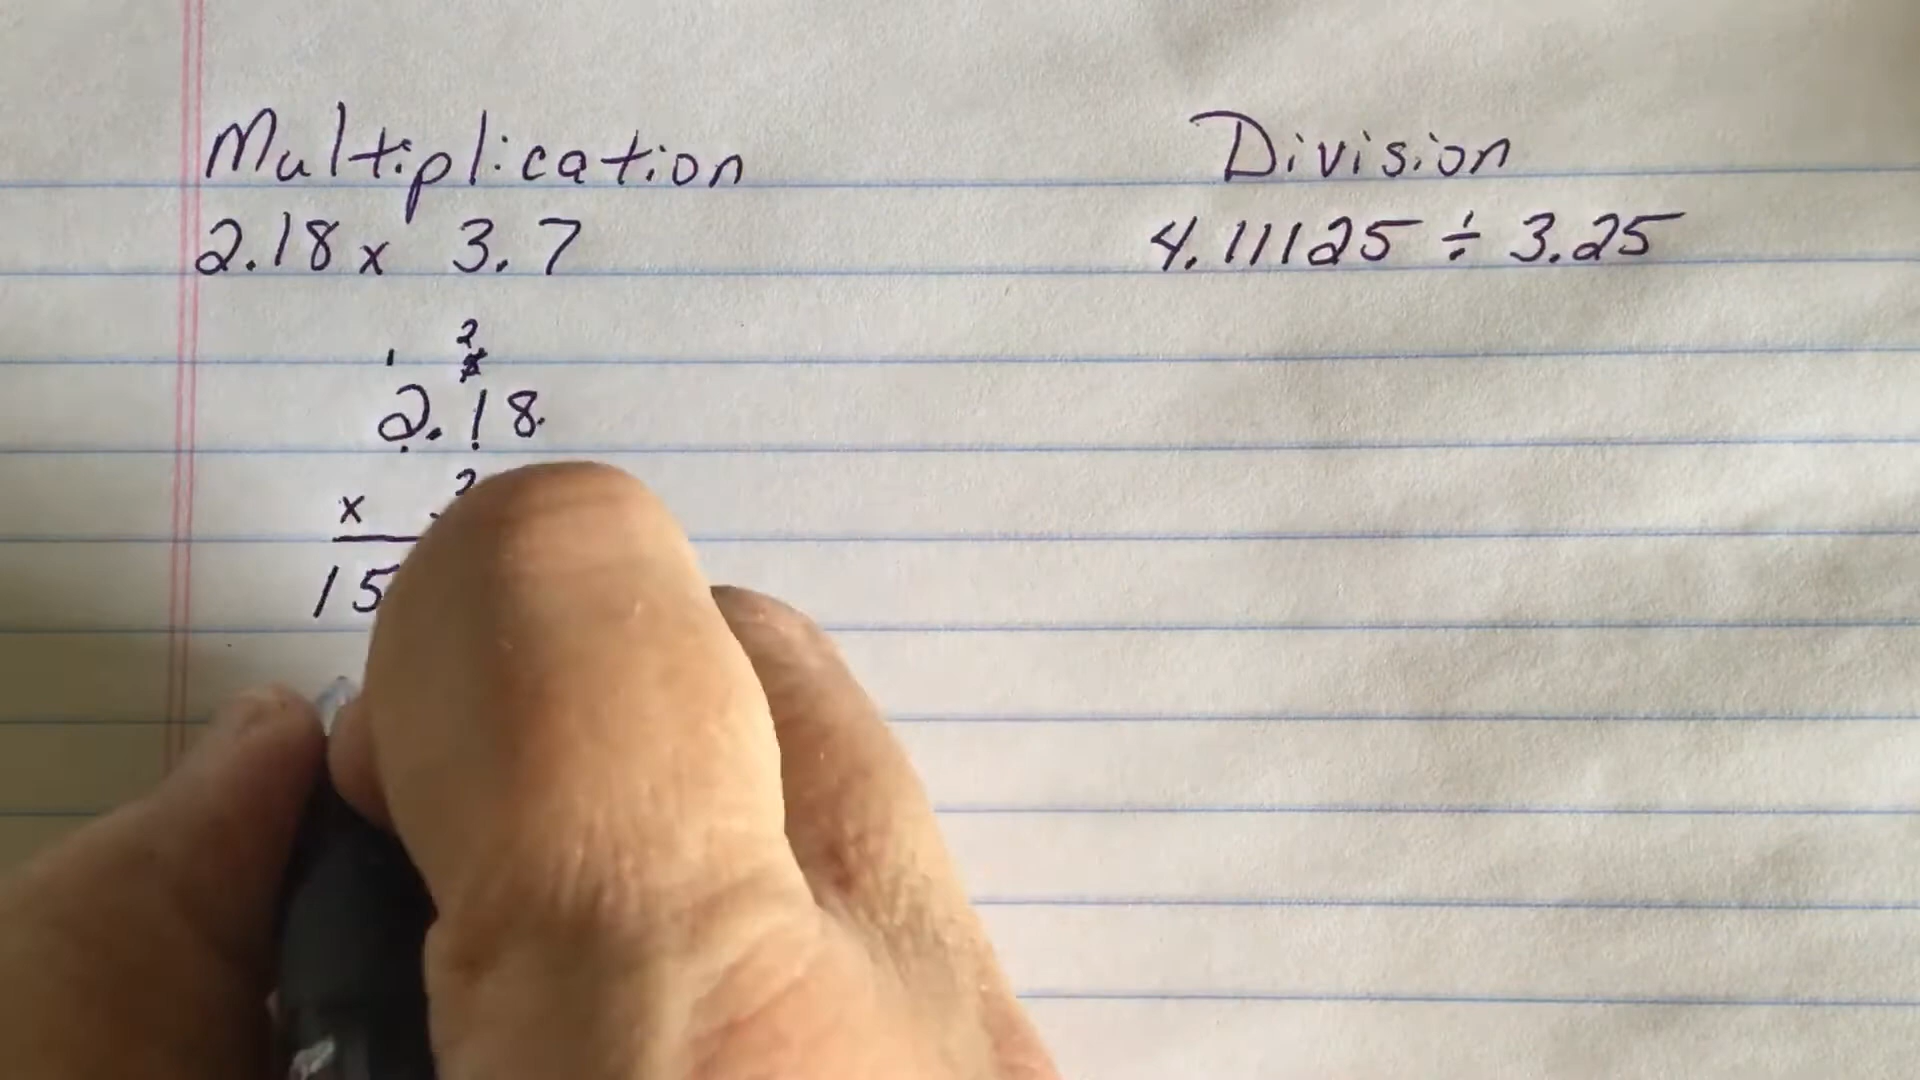 Multiplication
2.18 x 3.7
1 2
2.18
x
15
Division
4.11125 ÷ 3.25